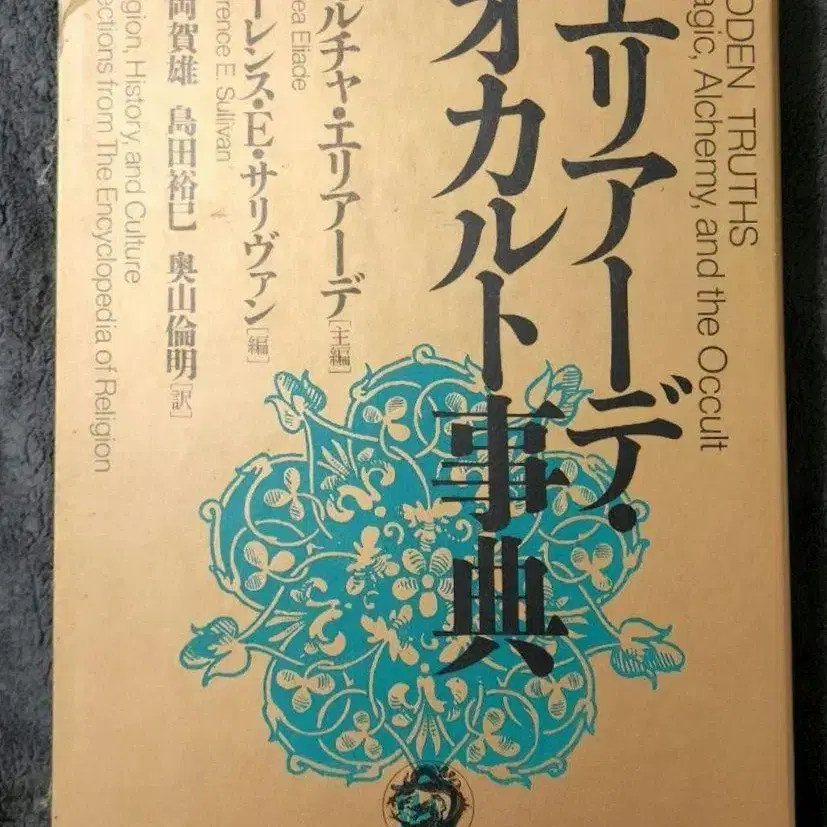 DDEN TRUTHS
agic, Alchemy, and the Occult
エリアーデ・
オカルト事典
ルチャ・エリアーデ[主編]
ea Eliade
ーレンス・E・サリヴァン[編]
rence E. Sullivan
岡賀雄 島田裕巳 奥山倫明[訳]
gion, History, and Culture
ections from The Encyclopedia of Religion